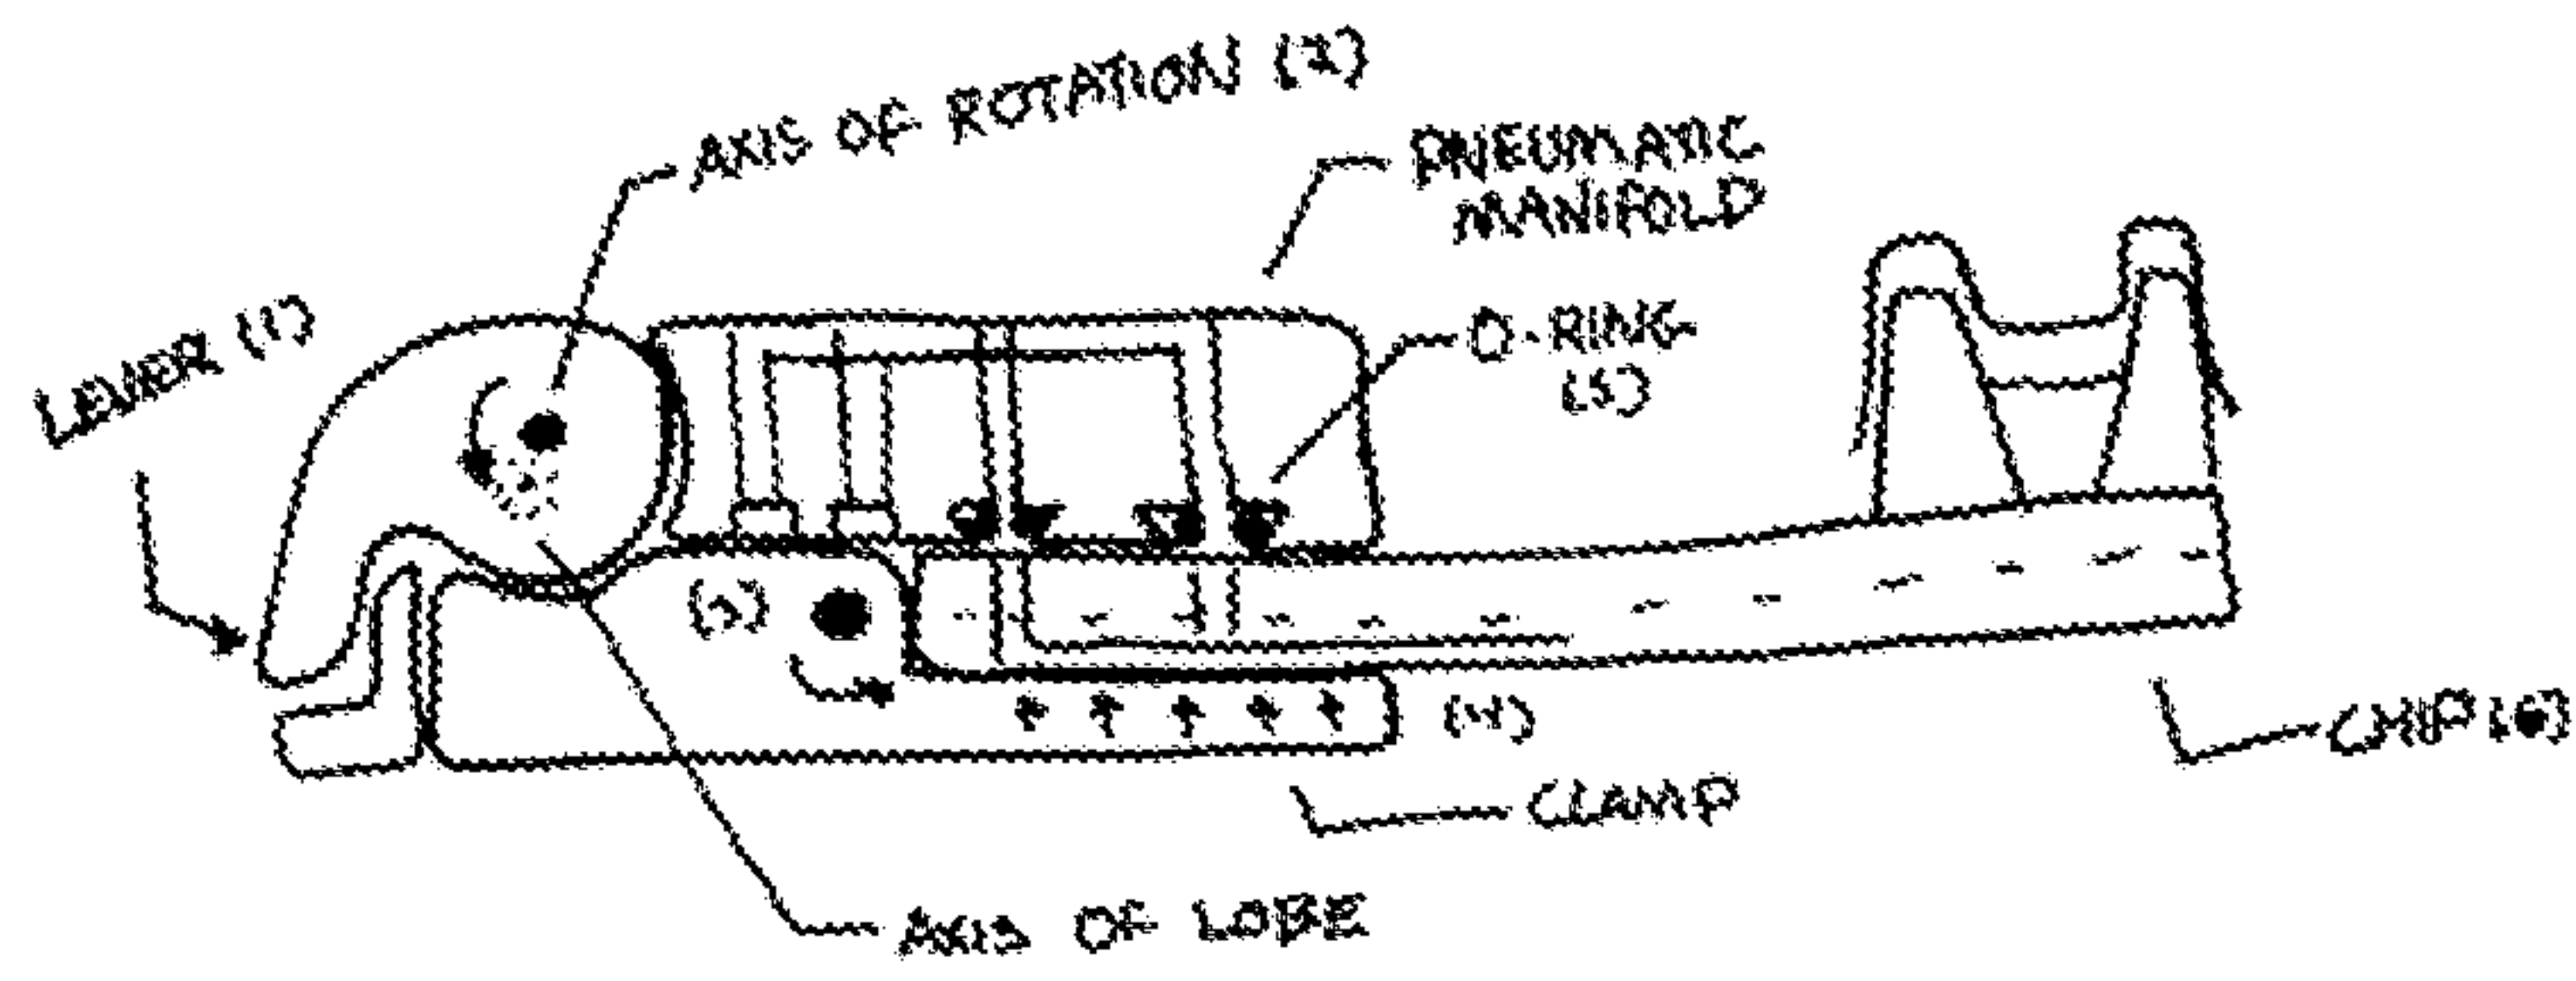 AXIS OF ROTATION (2)
PNEUMATIC
MANIFOLD
LEVER (1)
O-RING
(5)
(3)
(4)
CHIP (6)
CLAMP
AXIS OF LOBE